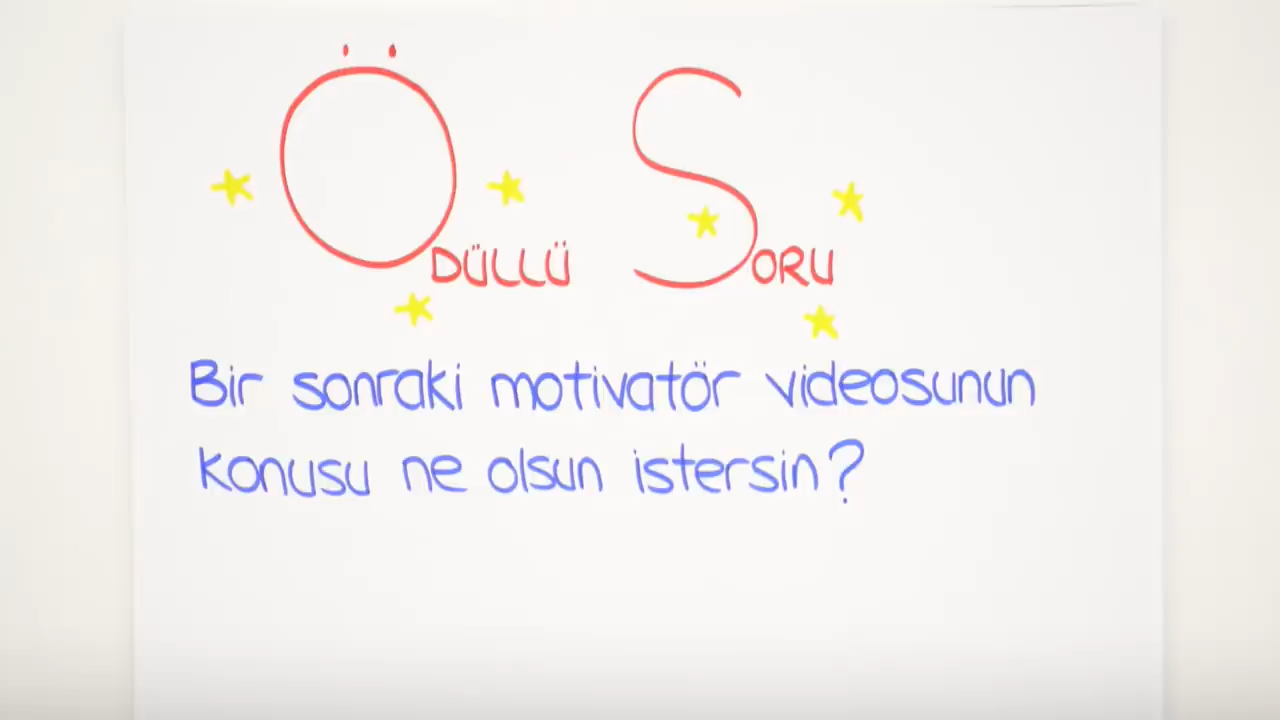 ÖDÜLLÜ SORU
Bir sonraki motivatör videosunun
konusu ne olsun istersin?